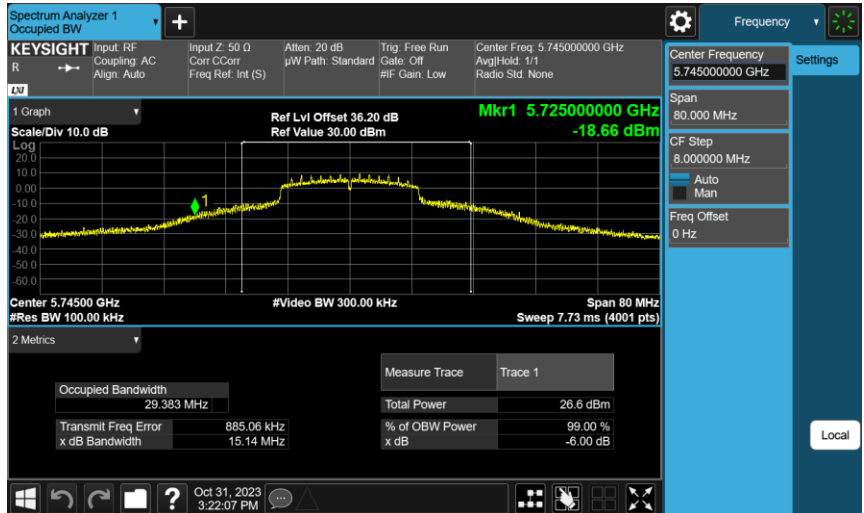 Spectrum Analyzer 1
Occupied BW
Frequency
KEYSIGHT
R
LXI
Input: RF
Coupling: AC
Align: Auto
Input Z: 50 Ω
Corr CCorr
Freq Ref: Int (S)
Atten: 20 dB
µW Path: Standard
Trig: Free Run
Gate: Off
#IF Gain: Low
Center Freq: 5.745000000 GHz
Avg|Hold: 1/1
Radio Std: None
Center Frequency
5.745000000 GHz
Settings
Span
80.000 MHz
CF Step
8.000000 MHz
Auto
Man
Freq Offset
0 Hz
Local
1 Graph
Scale/Div 10.0 dB
Ref Lvl Offset 36.20 dB
Ref Value 30.00 dBm
Mkr1 5.725000000 GHz
-18.66 dBm
Log
20.0
10.0
0.00
-10.0
-20.0
-30.0
-40.0
-50.0
-60.0
1
Center 5.74500 GHz
#Res BW 100.00 kHz
#Video BW 300.00 kHz
Span 80 MHz
Sweep 7.73 ms (4001 pts)
2 Metrics
Measure Trace Trace 1
Occupied Bandwidth
29.383 MHz
Total Power 26.6 dBm
Transmit Freq Error 885.06 kHz
% of OBW Power 99.00 %
x dB Bandwidth 15.14 MHz
x dB -6.00 dB
?
Oct 31, 2023
3:22:07 PM